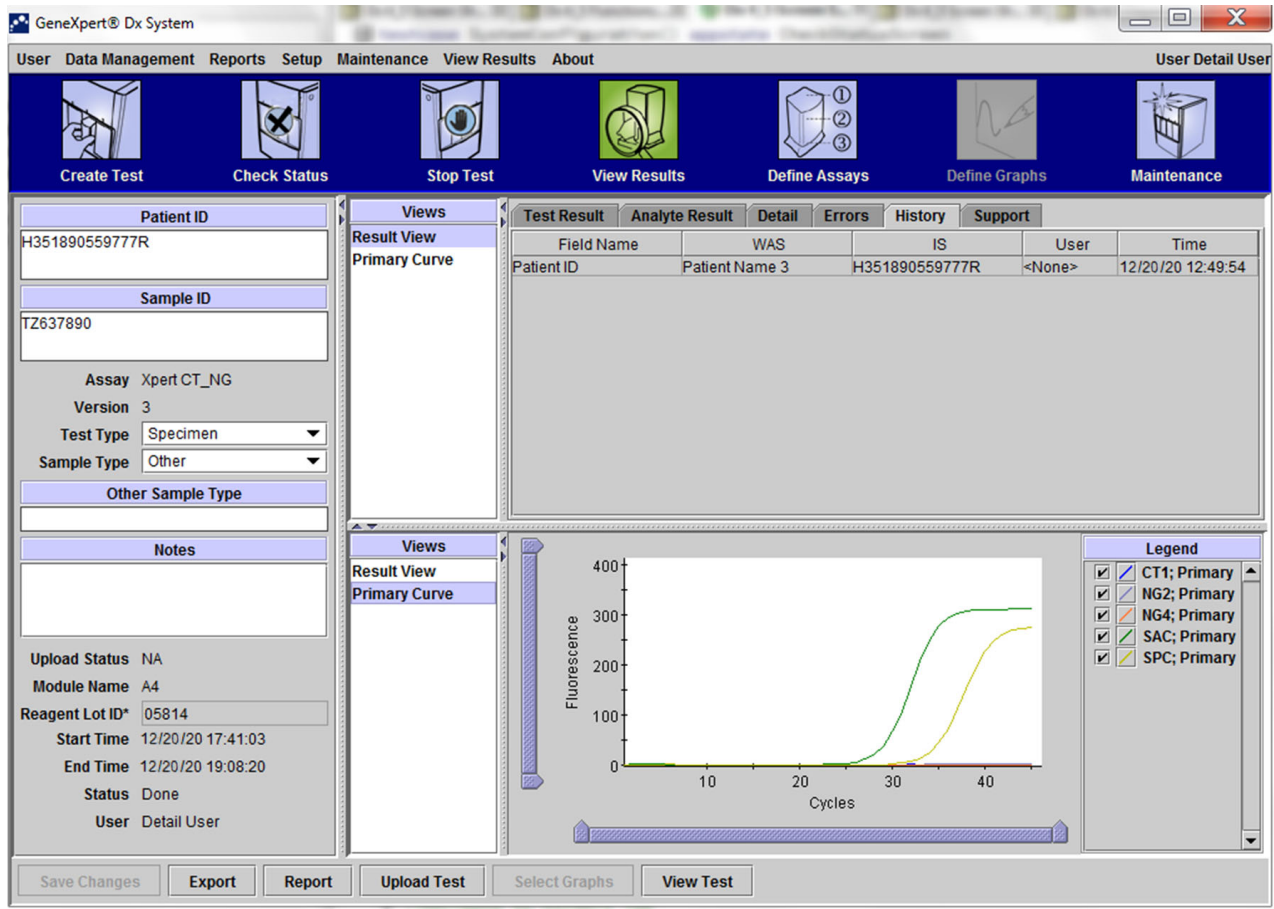 GeneXpert® Dx System
User Data Management Reports Setup Maintenance View Results About User Detail User
Create Test Check Status Stop Test View Results Define Assays Define Graphs Maintenance
1
2
3
Patient ID
H351890559777R
Sample ID
TZ637890
Assay Xpert CT_NG
Version 3
Test Type Specimen
Sample Type Other
Other Sample Type
Notes
Upload Status NA
Module Name A4
Reagent Lot ID* 05814
Start Time 12/20/20 17:41:03
End Time 12/20/20 19:08:20
Status Done
User Detail User
Views
Result View
Primary Curve
Test Result Analyte Result Detail Errors History Support
Field Name WAS IS User Time
Patient ID Patient Name 3 H351890559777R <None> 12/20/20 12:49:54
Views
Result View
Primary Curve
Fluorescence
400
300
200
100
0
10 20 30 40
Cycles
Legend
CT1; Primary
NG2; Primary
NG4; Primary
SAC; Primary
SPC; Primary
Save Changes Export Report Upload Test Select Graphs View Test